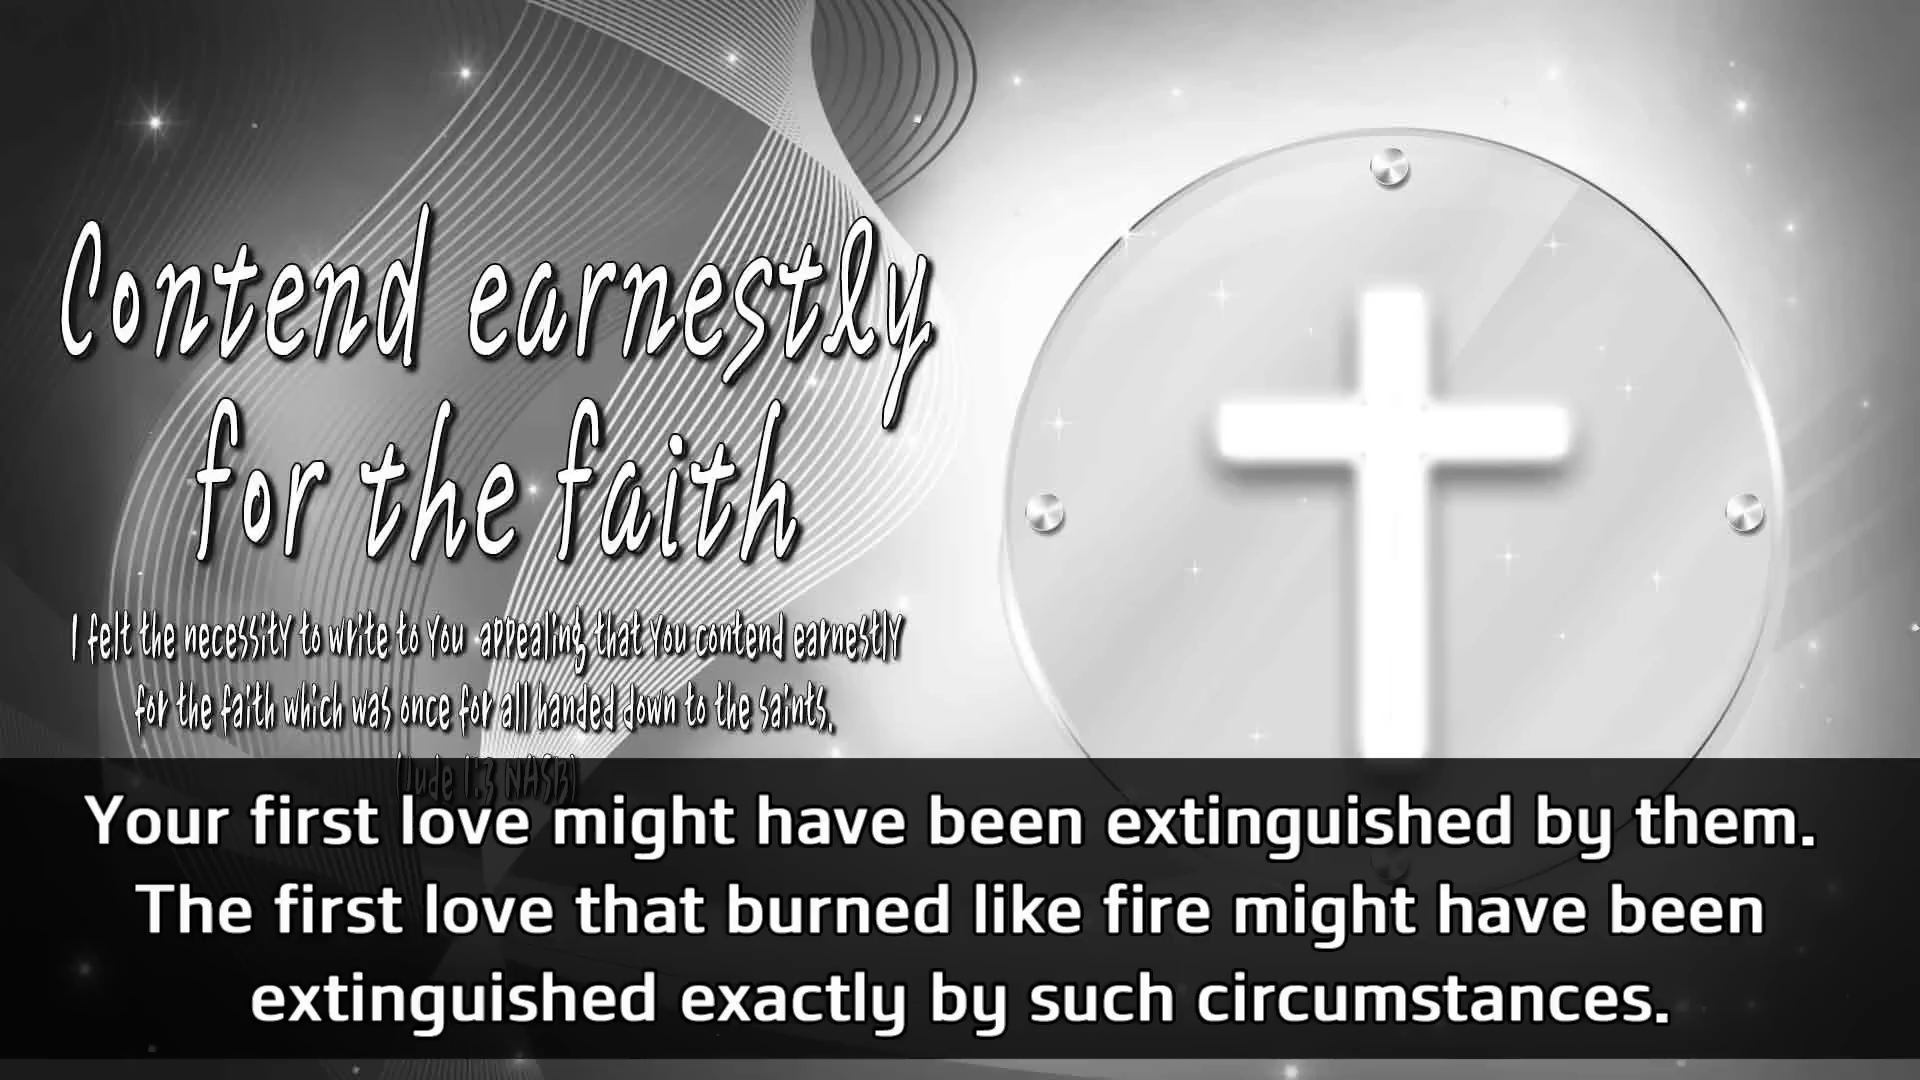 Contend earnestly
for the faith
I felt the necessity to write to you appealing that you contend earnestly
for the faith which was once for all handed down to the saints.
(Jude 1:3 NASB)
Your first love might have been extinguished by them.
The first love that burned like fire might have been
extinguished exactly by such circumstances.